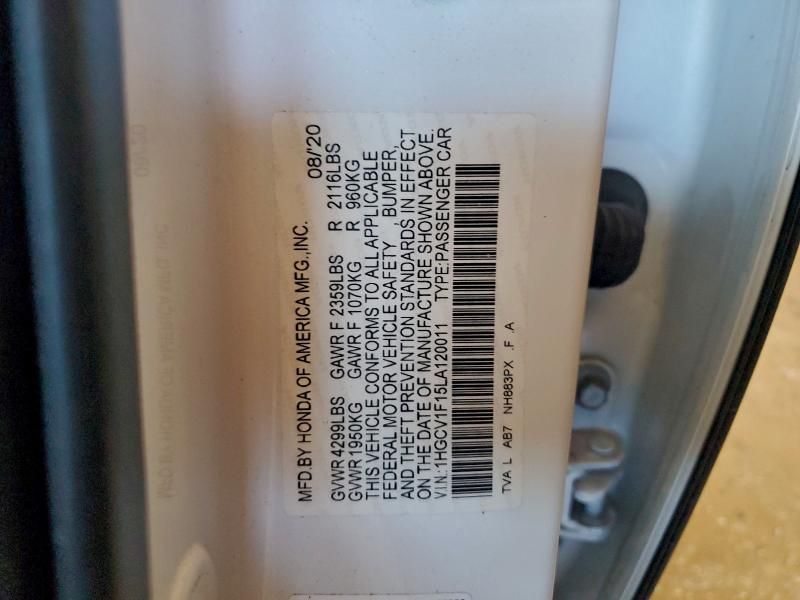 MFD.BY HONDA OF AMERICA MFG.,INC. 08/'20
GVWR 4299LBS GAWR F 2359LBS R 2116LBS
GVWR 1950KG GAWR F 1070KG R 960KG
THIS VEHICLE CONFORMS TO ALL APPLICABLE
FEDERAL MOTOR VEHICLE SAFETY , BUMPER,
AND THEFT PREVENTION STANDARDS IN EFFECT
ON THE DATE OF MANUFACTURE SHOWN ABOVE.
V.I.N.:1HGCV1F15LA120011 TYPE:PASSENGER CAR
TVA L AB7 NH883PX .F .A